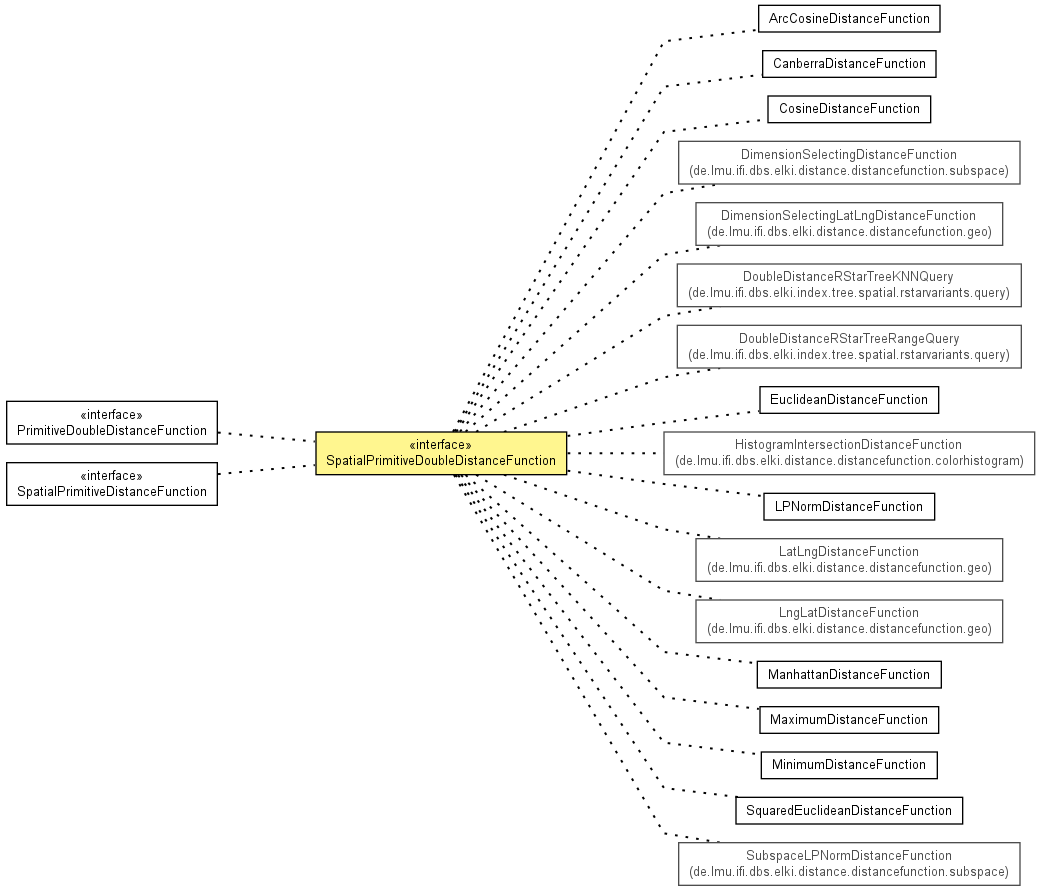 ArcCosineDistanceFunction
CanberraDistanceFunction
CosineDistanceFunction
DimensionSelectingDistanceFunction
(de.lmu.ifi.dbs.elki.distance.distancefunction.subspace)
DimensionSelectingLatLngDistanceFunction
(de.lmu.ifi.dbs.elki.distance.distancefunction.geo)
DoubleDistanceRStarTreeKNNQuery
(de.lmu.ifi.dbs.elki.index.tree.spatial.rstarvariants.query)
DoubleDistanceRStarTreeRangeQuery
(de.lmu.ifi.dbs.elki.index.tree.spatial.rstarvariants.query)
EuclideanDistanceFunction
«interface»
PrimitiveDoubleDistanceFunction
«interface»
SpatialPrimitiveDistanceFunction
«interface»
SpatialPrimitiveDoubleDistanceFunction
HistogramIntersectionDistanceFunction
(de.lmu.ifi.dbs.elki.distance.distancefunction.colorhistogram)
LPNormDistanceFunction
LatLngDistanceFunction
(de.lmu.ifi.dbs.elki.distance.distancefunction.geo)
LngLatDistanceFunction
(de.lmu.ifi.dbs.elki.distance.distancefunction.geo)
ManhattanDistanceFunction
MaximumDistanceFunction
MinimumDistanceFunction
SquaredEuclideanDistanceFunction
SubspaceLPNormDistanceFunction
(de.lmu.ifi.dbs.elki.distance.distancefunction.subspace)